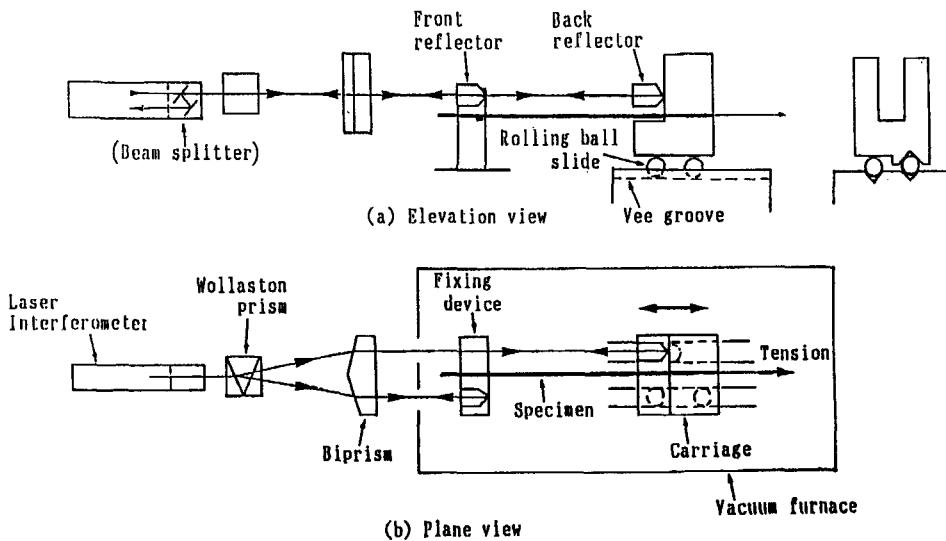 Front
reflector
Back
reflector
(Beam splitter)
Rolling ball
slide
Vee groove
(a) Elevation view
Laser
Interferometer
Wollaston
prism
Fixing
device
Tension
Specimen
Biprism
Carriage
Vacuum furnace
(b) Plane view